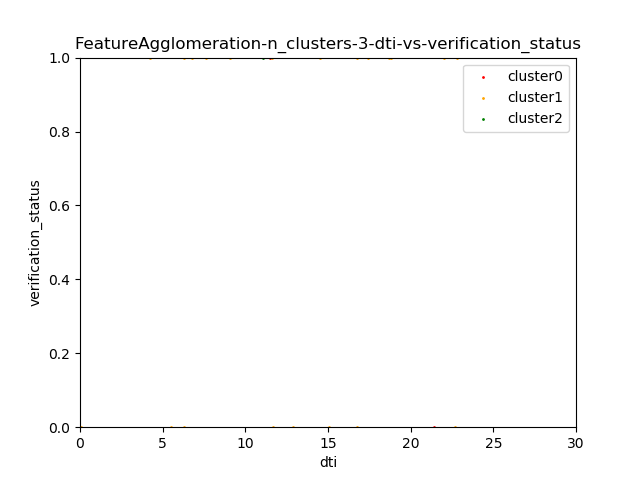 FeatureAgglomeration-n_clusters-3-dti-vs-verification_status
1.0
cluster0
cluster1
cluster2
0.8
0.6
verification_status
0.4
0.2
0.0
0 5 10 15 20 25 30
dti